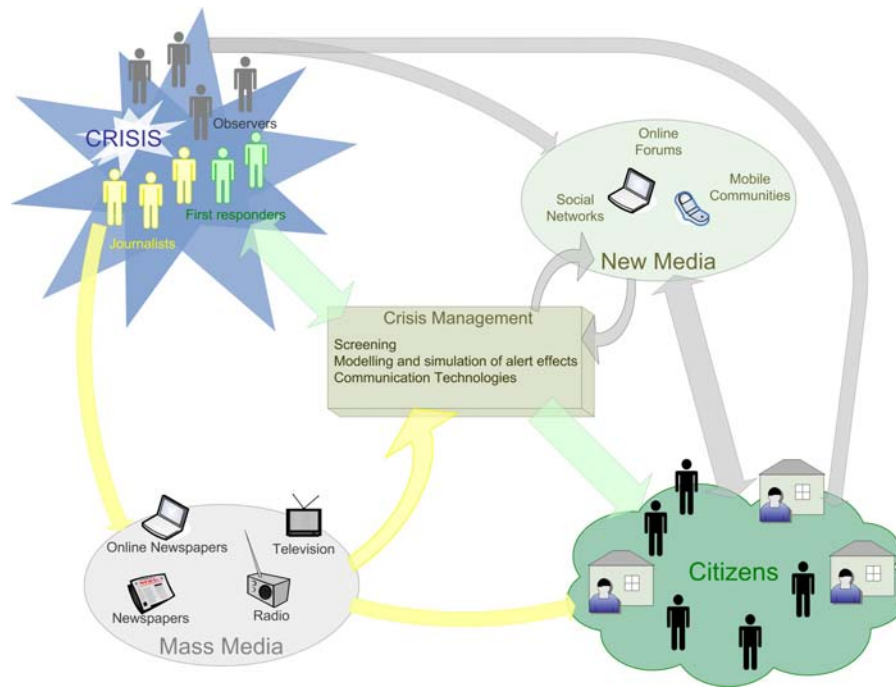 CRISIS
Observers
First responders
Journalists
Online
Forums
Social
Networks
Mobile
Communities
New Media
Crisis Management
Screening
Modelling and simulation of alert effects
Communication Technologies
Online Newspapers
Television
Newspapers
Radio
Mass Media
Citizens